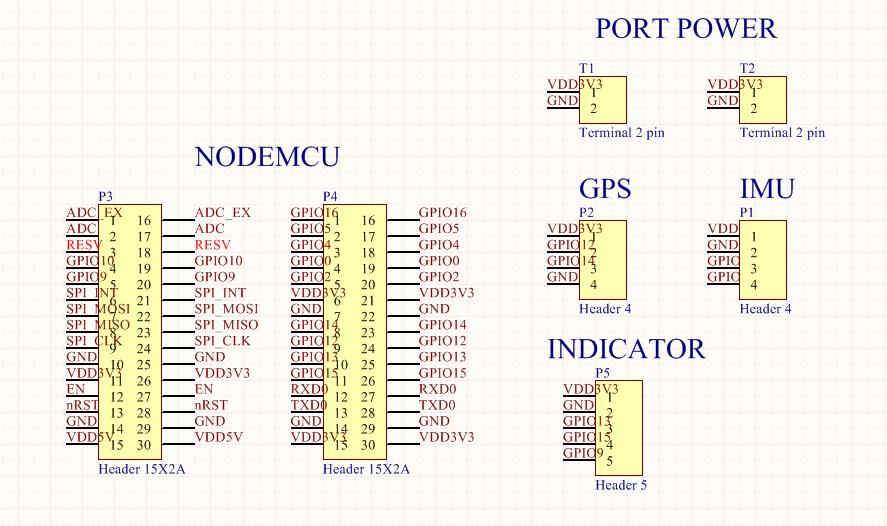 PORT POWER
T1
VDD3V3 1
GND 2
Terminal 2 pin
T2
VDD3V3 1
GND 2
Terminal 2 pin
NODEMCU
P3
ADC_EX 1 16 ADC_EX
ADC 2 17 ADC
RESV 3 18 RESV
GPIO10 4 19 GPIO10
GPIO9 5 20 GPIO9
SPI_INT 6 21 SPI_INT
SPI_MOSI 7 22 SPI_MOSI
SPI_MISO 8 23 SPI_MISO
SPI_CLK 9 24 SPI_CLK
GND 10 25 GND
VDD3V3 11 26 VDD3V3
EN 12 27 EN
nRST 13 28 nRST
GND 14 29 GND
VDD5V 15 30 VDD5V
Header 15X2A
P4
GPIO16 1 16 GPIO16
GPIO5 2 17 GPIO5
GPIO4 3 18 GPIO4
GPIO0 4 19 GPIO0
GPIO2 5 20 GPIO2
VDD3V3 6 21 VDD3V3
GND 7 22 GND
GPIO14 8 23 GPIO14
GPIO12 9 24 GPIO12
GPIO13 10 25 GPIO13
GPIO15 11 26 GPIO15
RXD0 12 27 RXD0
TXD0 13 28 TXD0
GND 14 29 GND
VDD3V3 15 30 VDD3V3
Header 15X2A
GPS
P2
VDD3V3 1
GPIO12 2
GPIO14 3
GND 4
Header 4
IMU
P1
VDD 1
GND 2
GPIO 3
GPIO 4
Header 4
INDICATOR
P5
VDD3V3 1
GND 2
GPIO13 3
GPIO15 4
GPIO9 5
Header 5